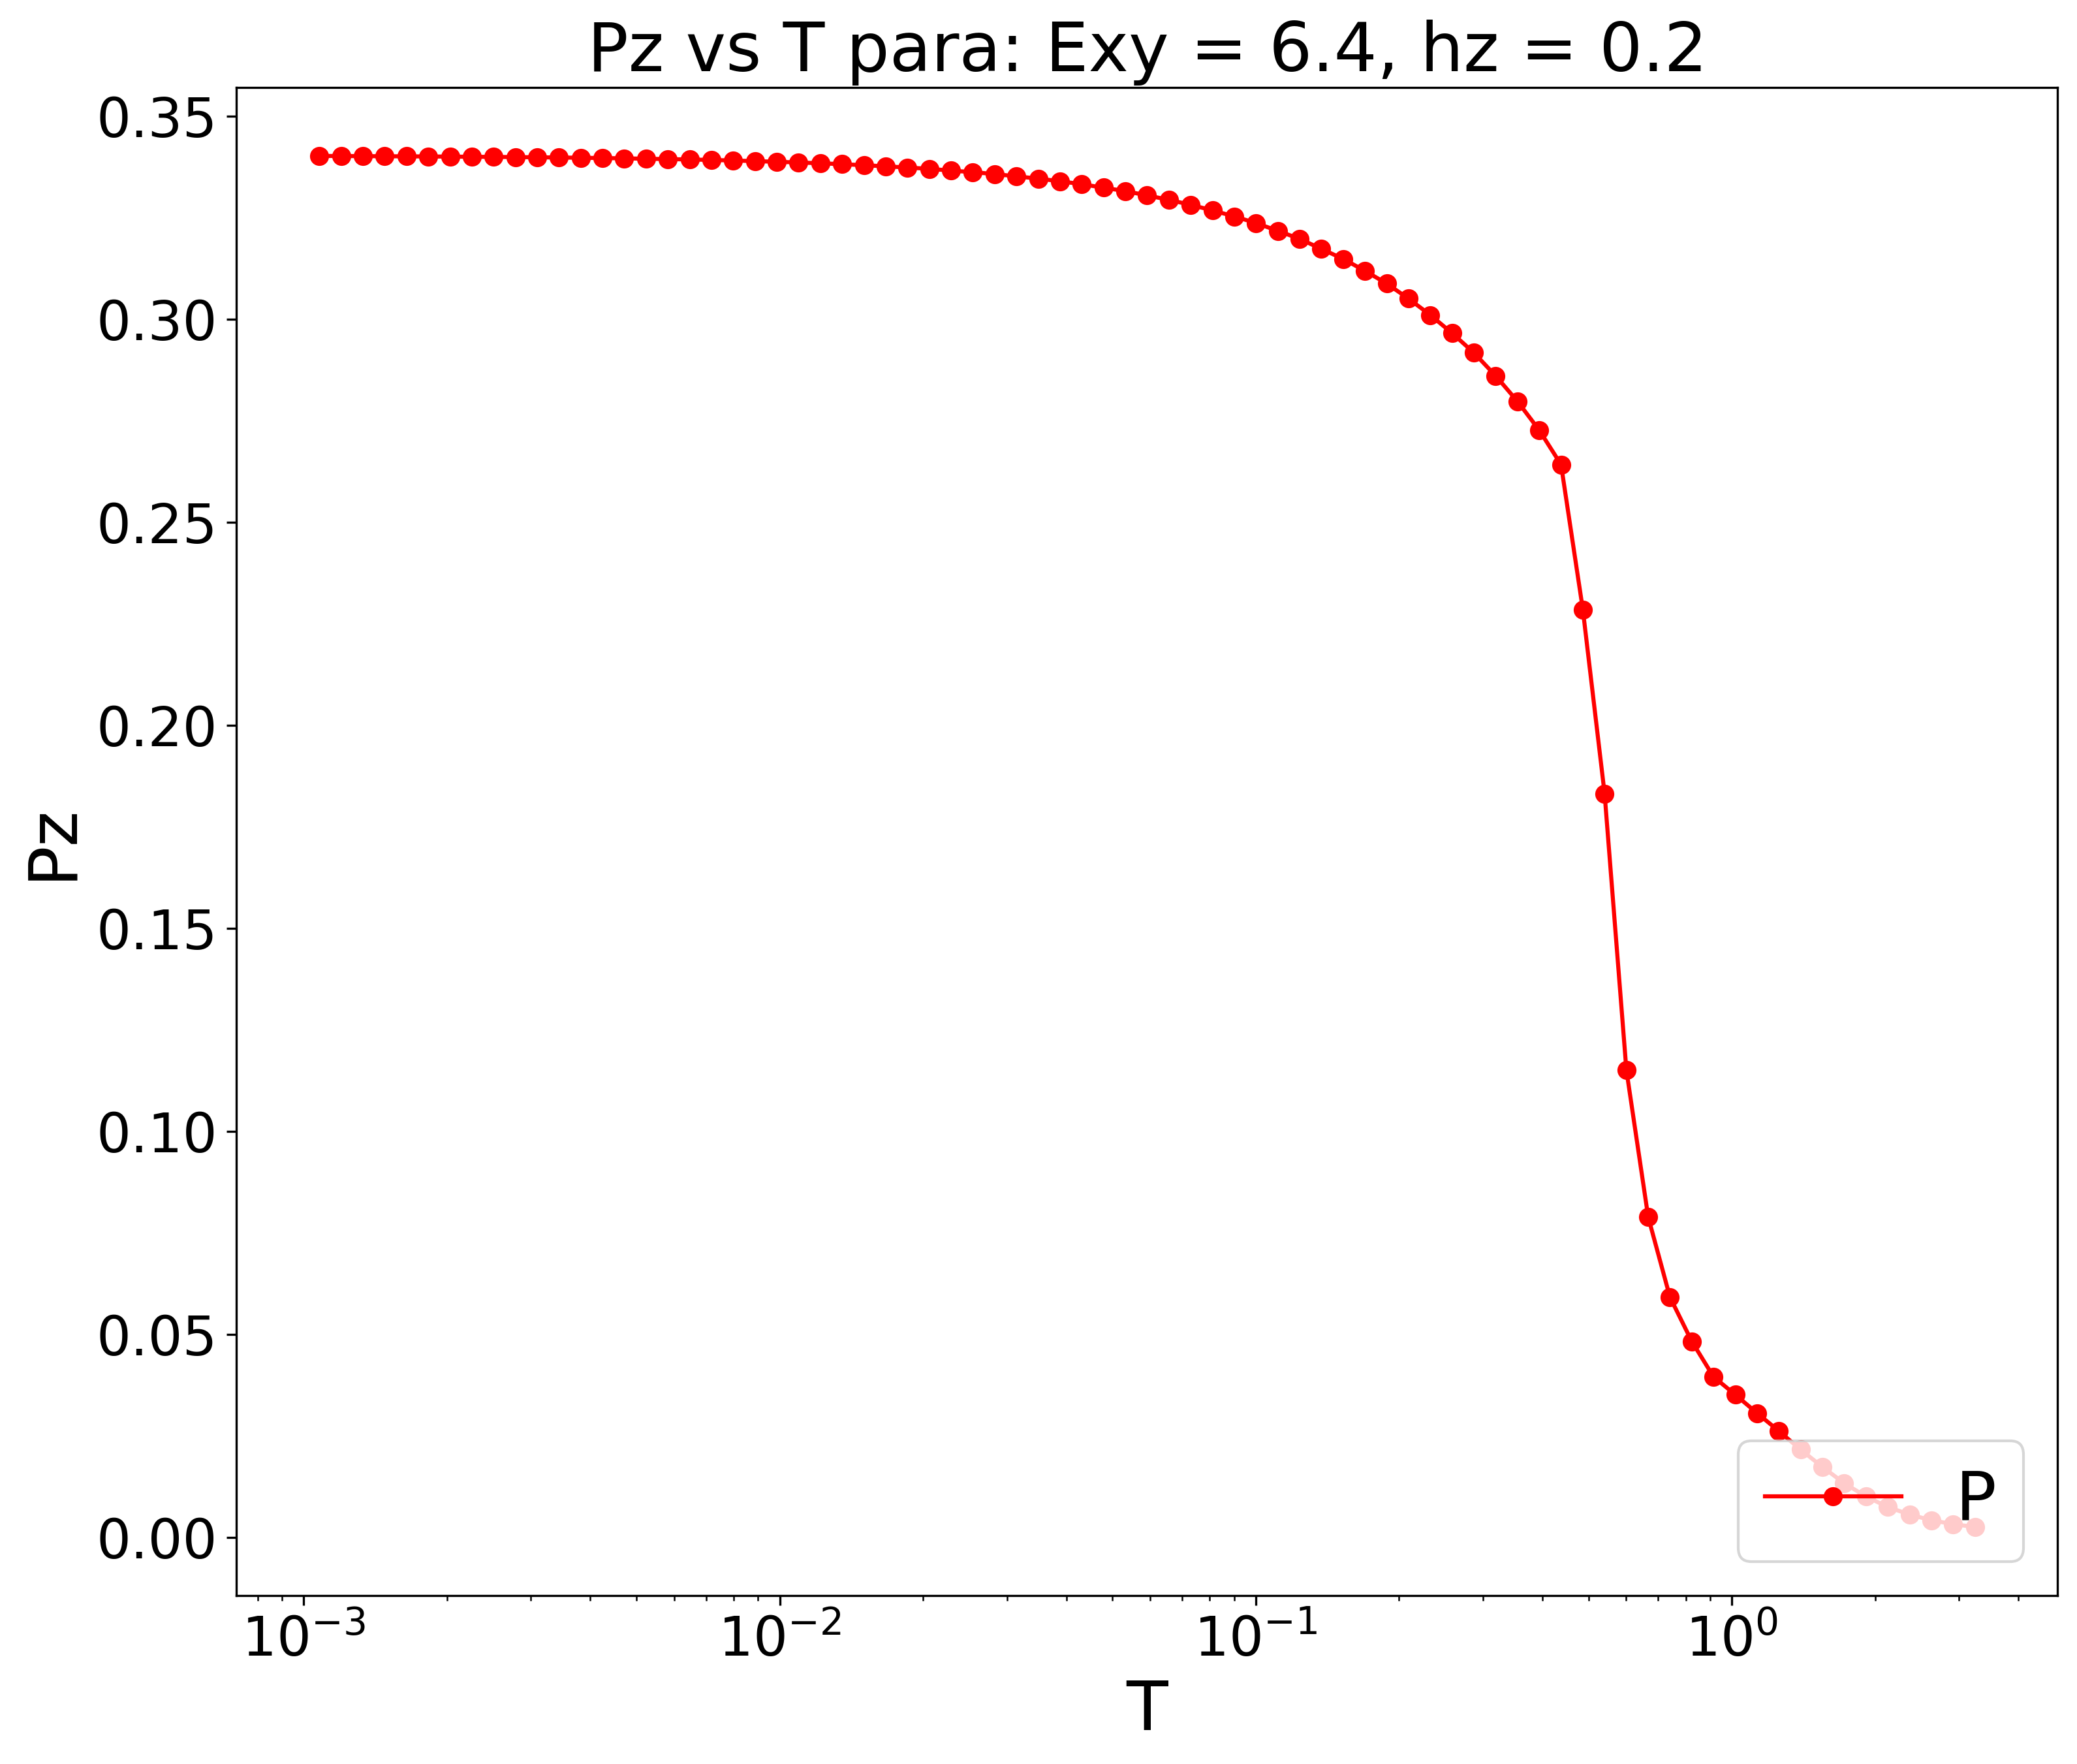 Pz vs T para: Exy = 6.4, hz = 0.2
0.35
0.30
0.25
0.20
0.15
0.10
0.05
0.00
Pz
P
10⁻³ 10⁻² 10⁻¹ 10⁰
T